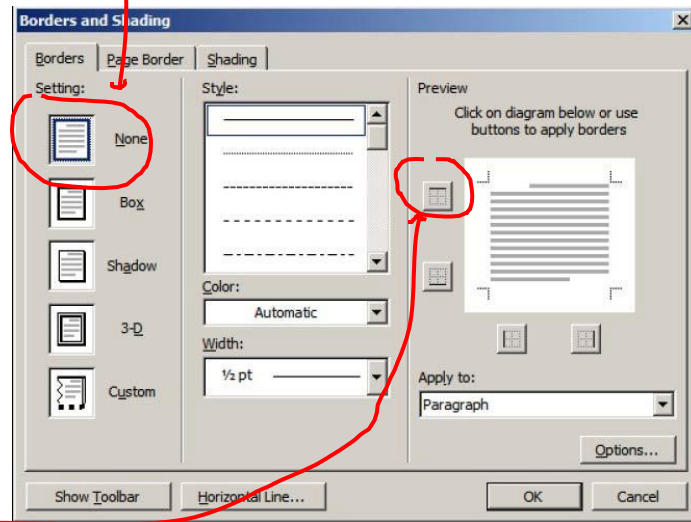 Borders and Shading
Borders Page Border Shading
Setting:
None
Box
Shadow
3-D
Custom
Style:
Color:
Automatic
Width:
½ pt
Preview
Click on diagram below or use
buttons to apply borders
Apply to:
Paragraph
Options...
Show Toolbar Horizontal Line... OK Cancel